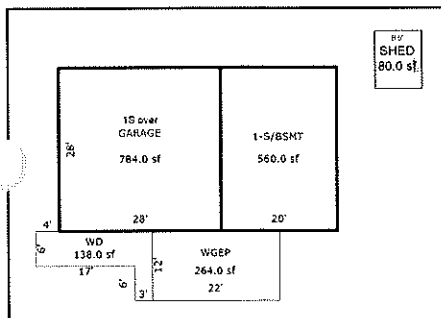 SHED
80.0 sf
1S over
GARAGE
784.0 sf
1-S/BSMT
560.0 sf
28'
28'
20'
4'
6'
WD
138.0 sf
17'
6'
3'
12'
WGEP
264.0 sf
22'